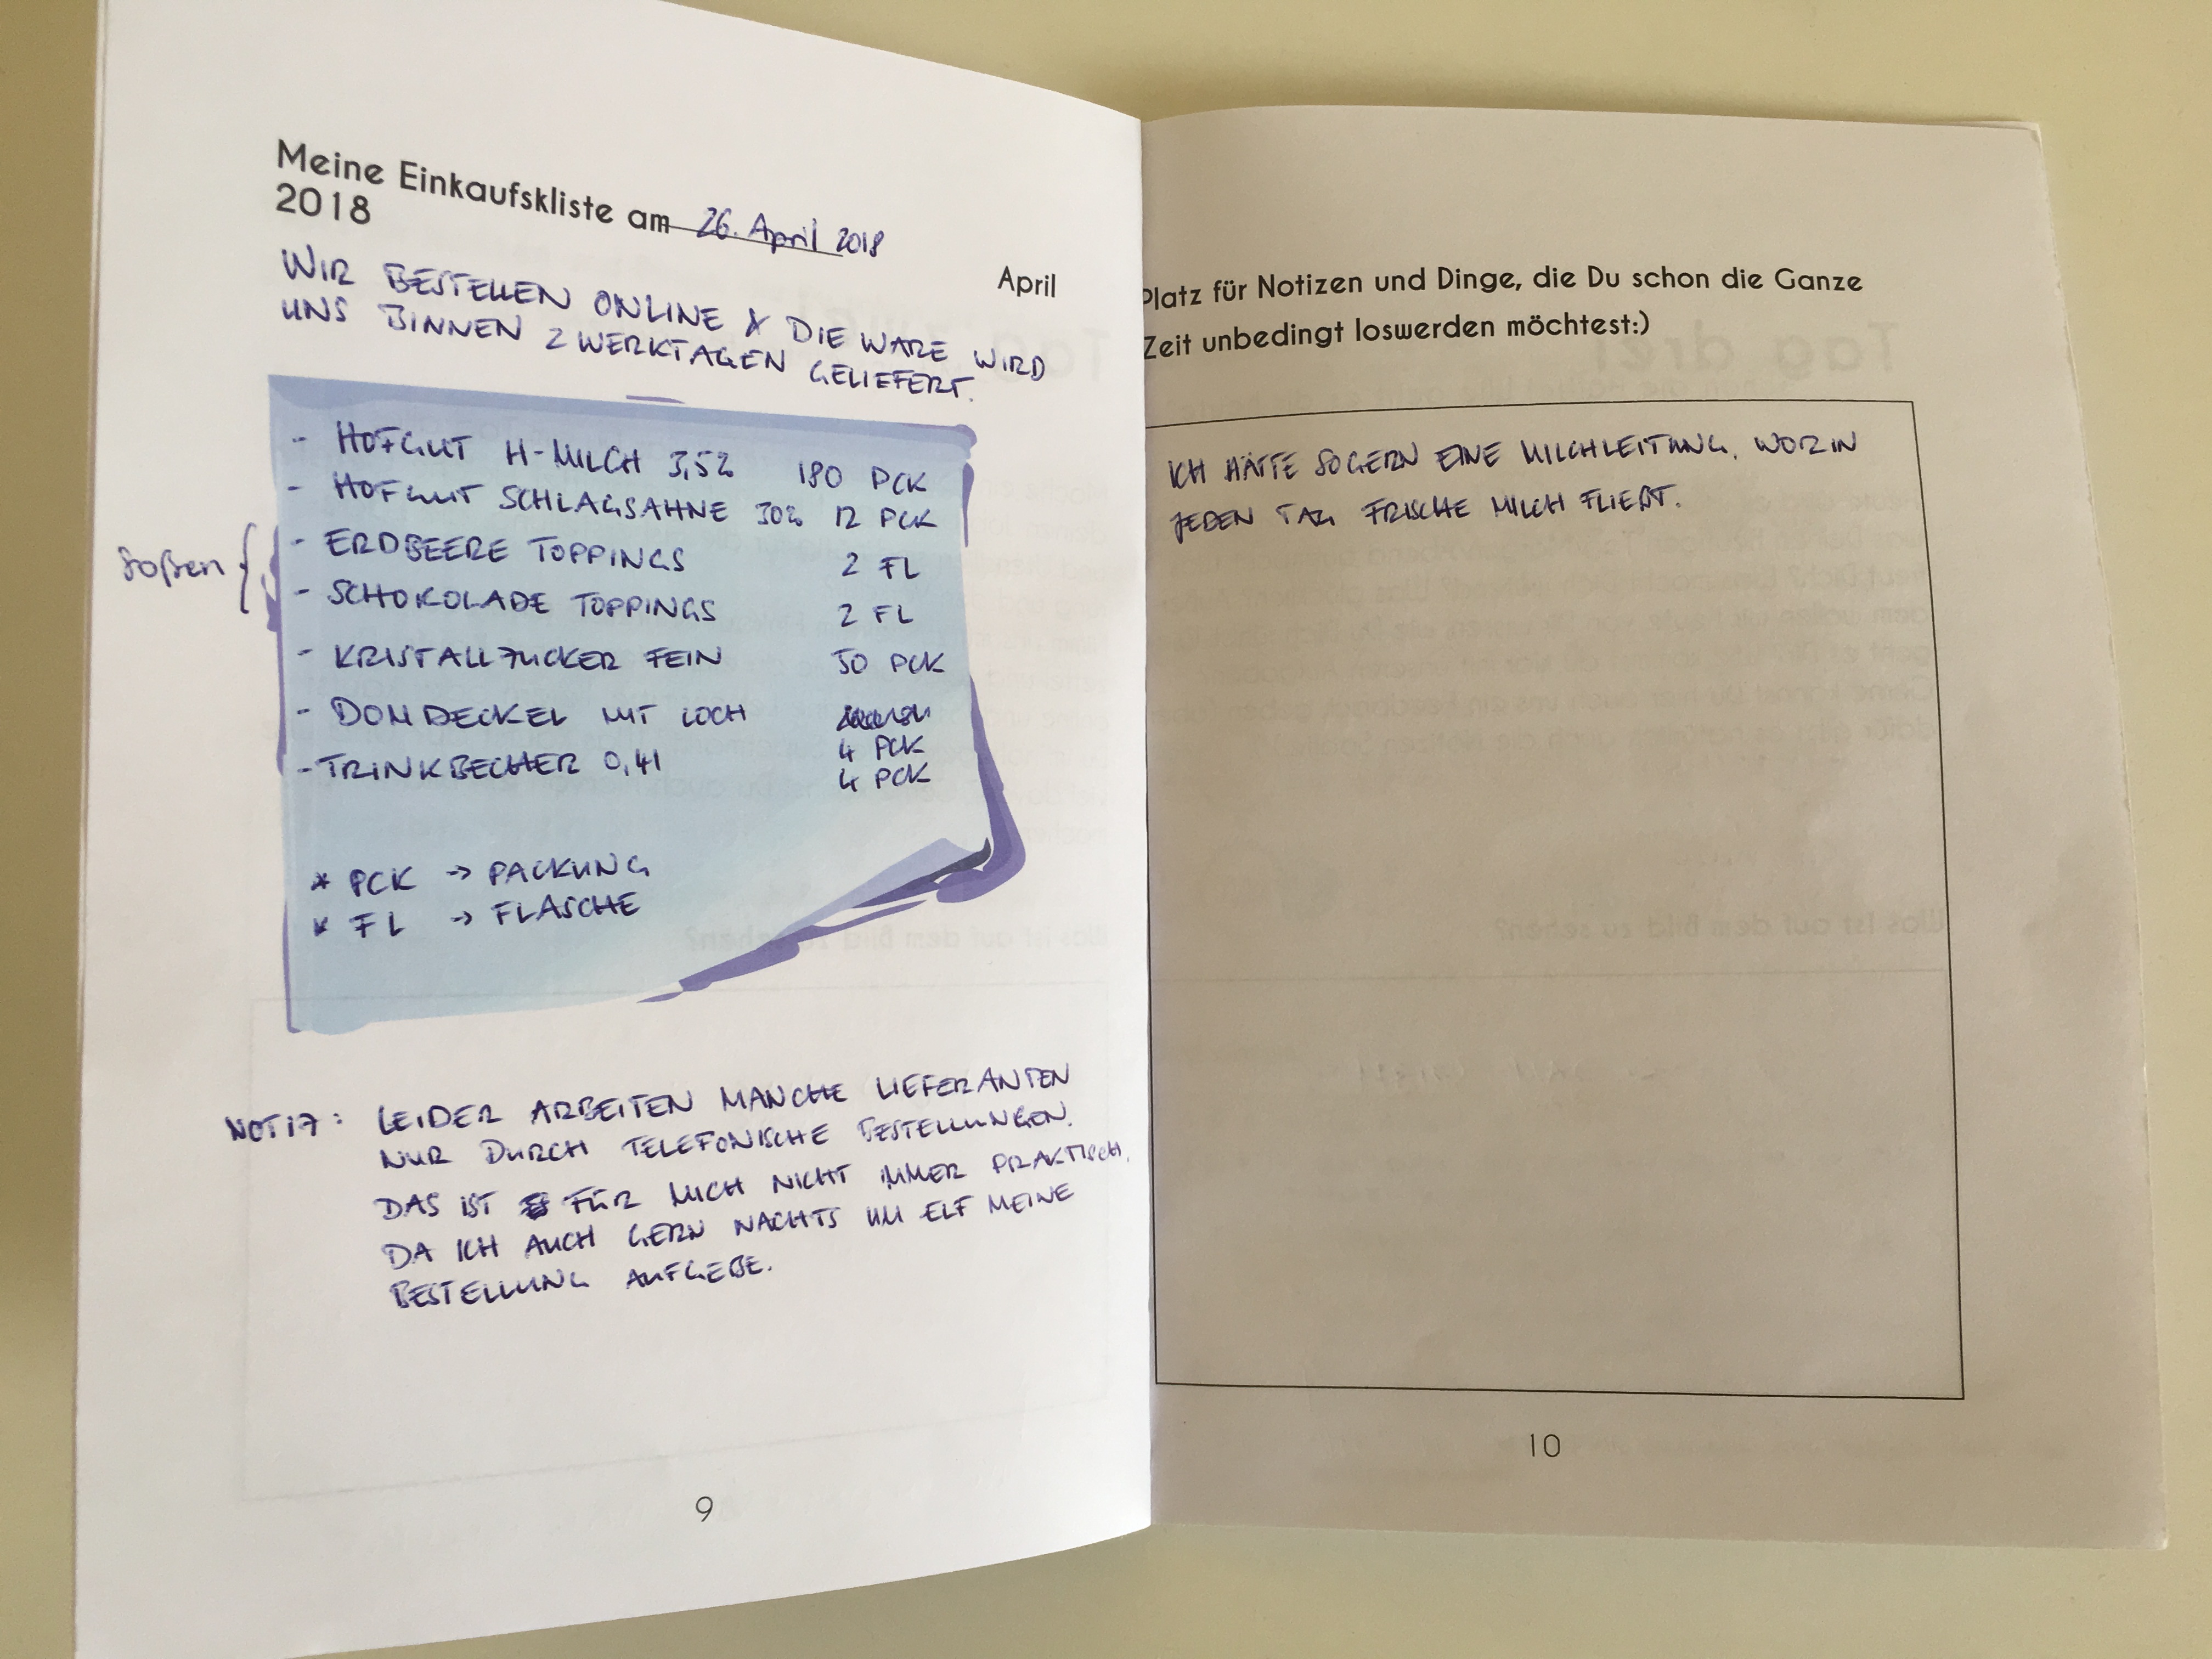 Meine Einkaufskliste am 26. April 2018 April
2018
WIR BESTELLEN ONLINE & DIE WARE WIRD
UNS BINNEN 2 WERKTAGEN GELIEFERT.
- HOFGUT H-MILCH 3,5% 180 PCK
- HOFGUT SCHLAGSAHNE 30% 12 PCK
Soßen {
- ERDBEERE TOPPINGS 2 FL
- SCHOKOLADE TOPPINGS 2 FL
- KRISTALLZUCKER FEIN 50 PCK
- DOMDECKEL MIT LOCH 4 PCK
- TRINKBECHER 0,4l 4 PCK
* PCK → PACKUNG
* FL → FLASCHE
NOTIZ: LEIDER ARBEITEN MANCHE LIEFERANTEN
NUR DURCH TELEFONISCHE BESTELLUNGEN.
DAS IST FÜR MICH NICHT IMMER PRAKTISCH,
DA ICH AUCH GERN NACHTS UM ELF MEINE
BESTELLUNG AUFGEBE.
9
Platz für Notizen und Dinge, die Du schon die Ganze
Zeit unbedingt loswerden möchtest:)
ICH HÄTTE SO GERN EINE MILCHLEITUNG, WORIN
JEDEN TAG FRISCHE MILCH FLIEßT.
10